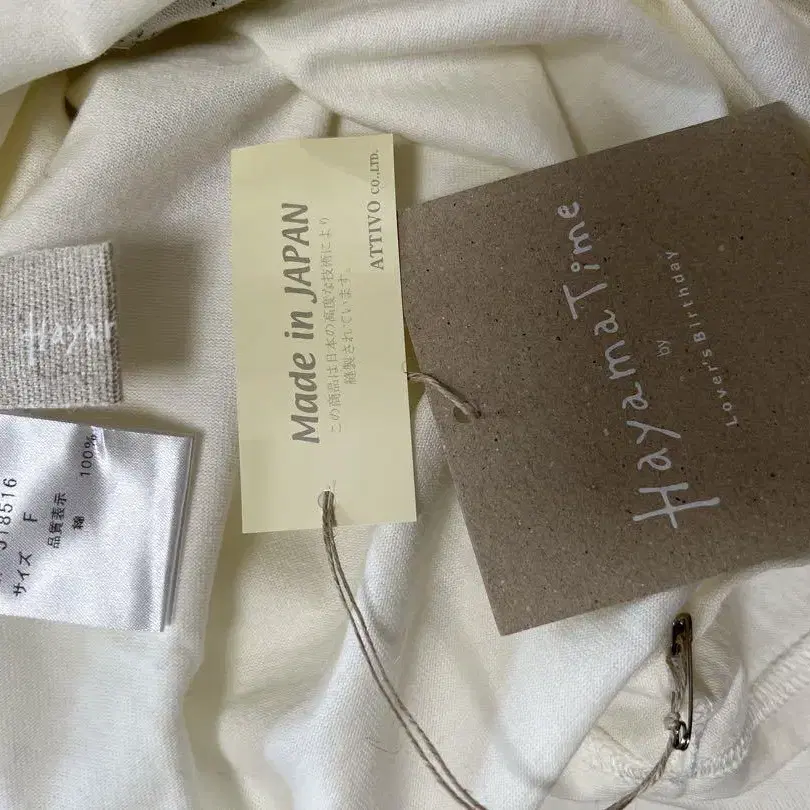 Made in JAPAN
この商品は日本の高度な技術により
縫製されています。
ATTIVO CO.,LTD.
Hayama Time
by
Lover's Birthday
Haya
J18516
サイズ F
品質表示
綿 100%